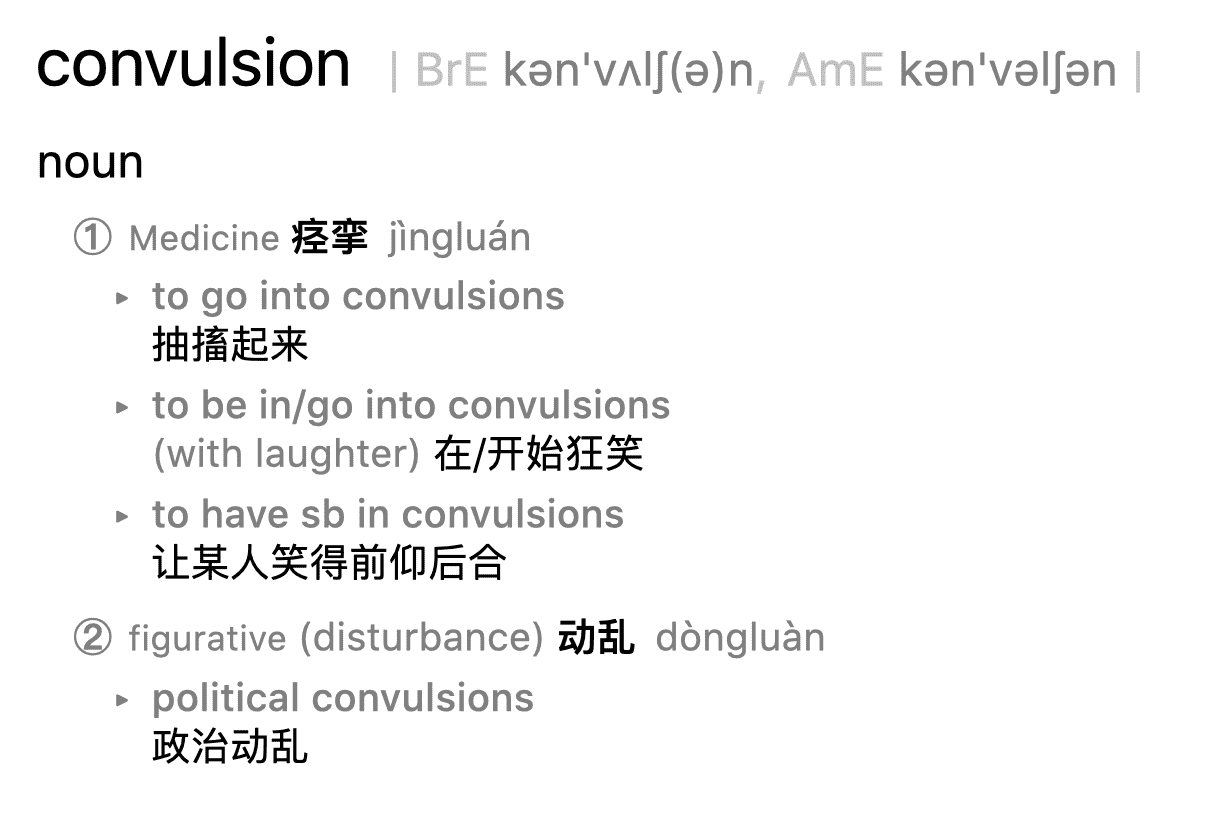 convulsion | BrE kən'vʌlʃ(ə)n, AmE kən'vəlʃən |
noun
① Medicine 痉挛 jìngluán
▸ to go into convulsions
抽搐起来
▸ to be in/go into convulsions
(with laughter) 在/开始狂笑
▸ to have sb in convulsions
让某人笑得前仰后合
② figurative (disturbance) 动乱 dòngluàn
▸ political convulsions
政治动乱